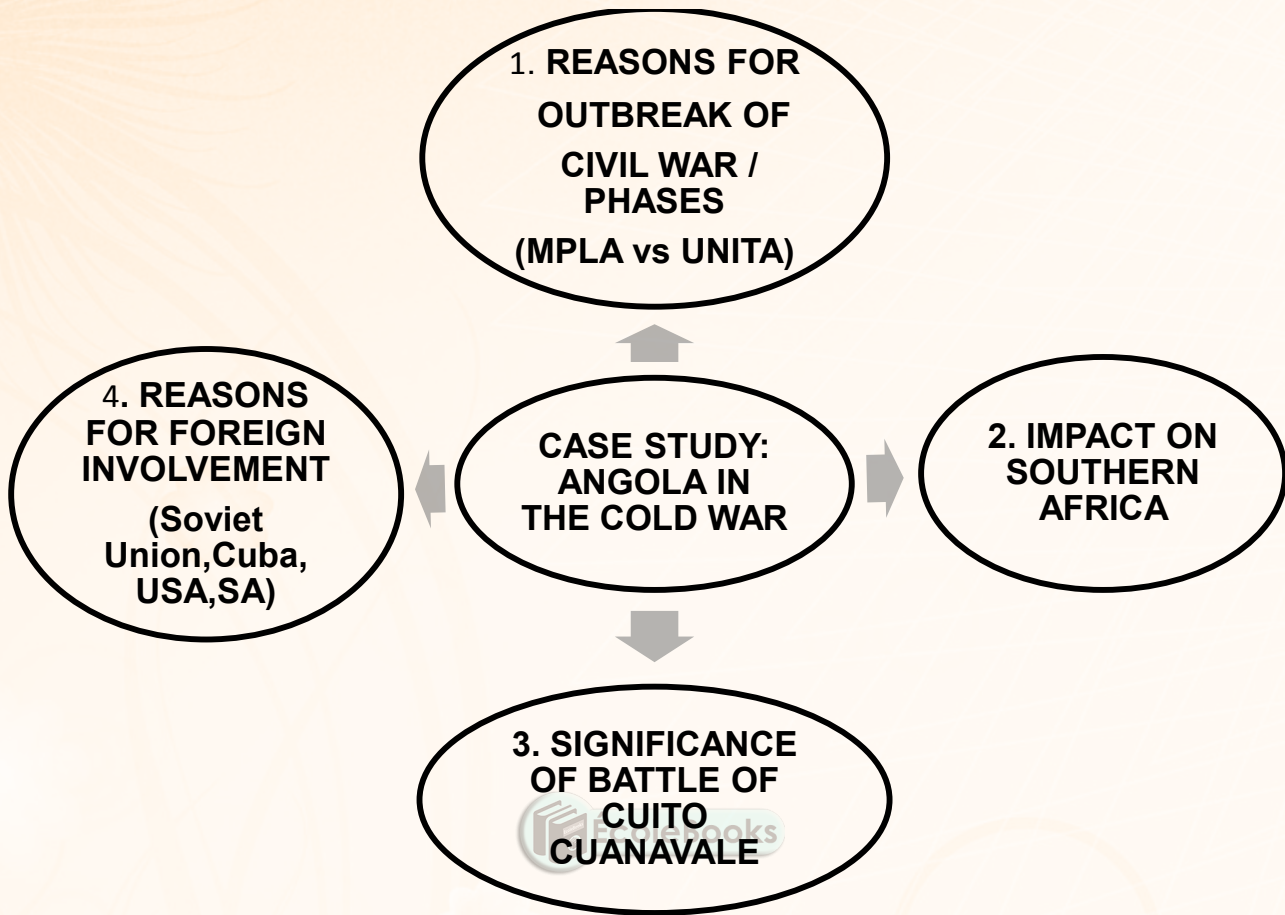 1. REASONS FOR
OUTBREAK OF
CIVIL WAR /
PHASES
(MPLA vs UNITA)
4. REASONS
FOR FOREIGN
INVOLVEMENT
(Soviet
Union,Cuba,
USA,SA)
CASE STUDY:
ANGOLA IN
THE COLD WAR
2. IMPACT ON
SOUTHERN
AFRICA
3. SIGNIFICANCE
OF BATTLE OF
CUITO
CUANAVALE
ÉcoleBooks